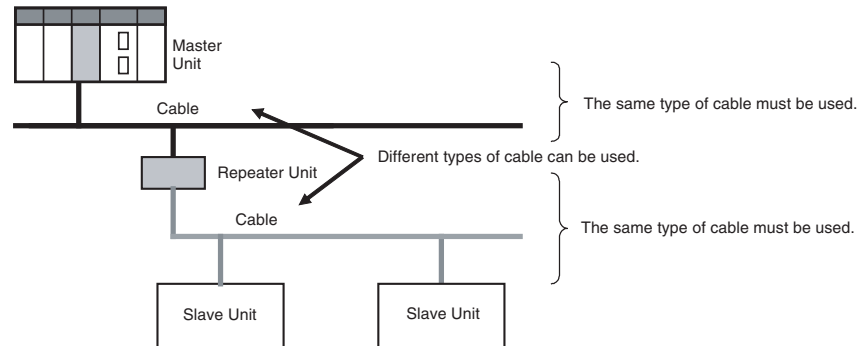 Master
Unit
Cable
The same type of cable must be used.
Different types of cable can be used.
Repeater Unit
Cable
The same type of cable must be used.
Slave Unit
Slave Unit